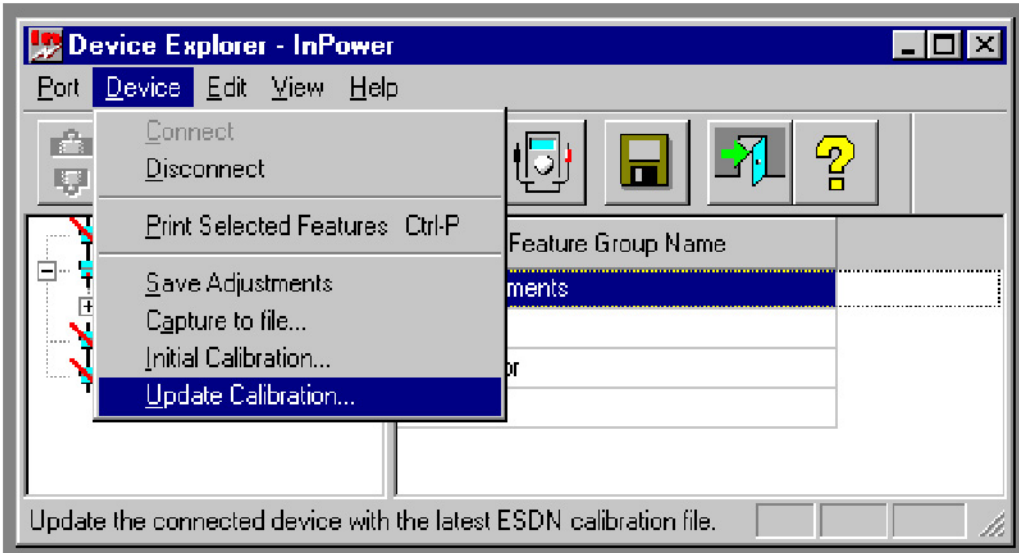 Device Explorer - InPower
Port Device Edit View Help
Connect
Disconnect
Print Selected Features Ctrl-P
Save Adjustments
Capture to file...
Initial Calibration...
Update Calibration...
Feature Group Name
ments
or
Update the connected device with the latest ESDN calibration file.